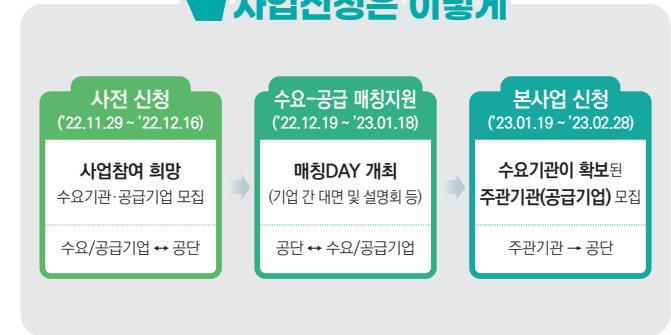 사업신청은 이렇게
사전 신청
('22.11.29 ~ '22.12.16)
사업참여 희망
수요기관·공급기업 모집
수요/공급기업 ↔ 공단
수요-공급 매칭지원
('22.12.19 ~ '23.01.18)
매칭DAY 개최
(기업 간 대면 및 설명회 등)
공단 ↔ 수요/공급기업
본사업 신청
('23.01.19 ~ '23.02.28)
수요기관이 확보된
주관기관(공급기업) 모집
주관기관 → 공단